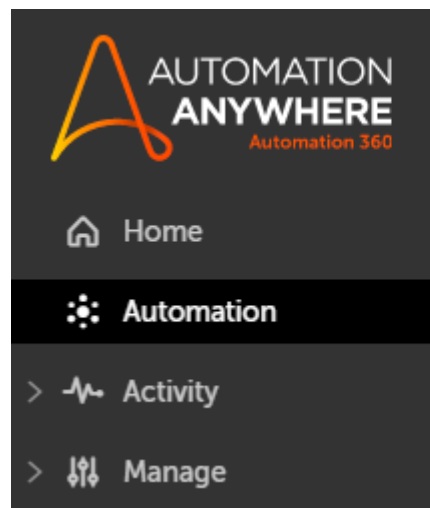 AUTOMATION
ANYWHERE
Automation 360
Home
Automation
Activity
Manage